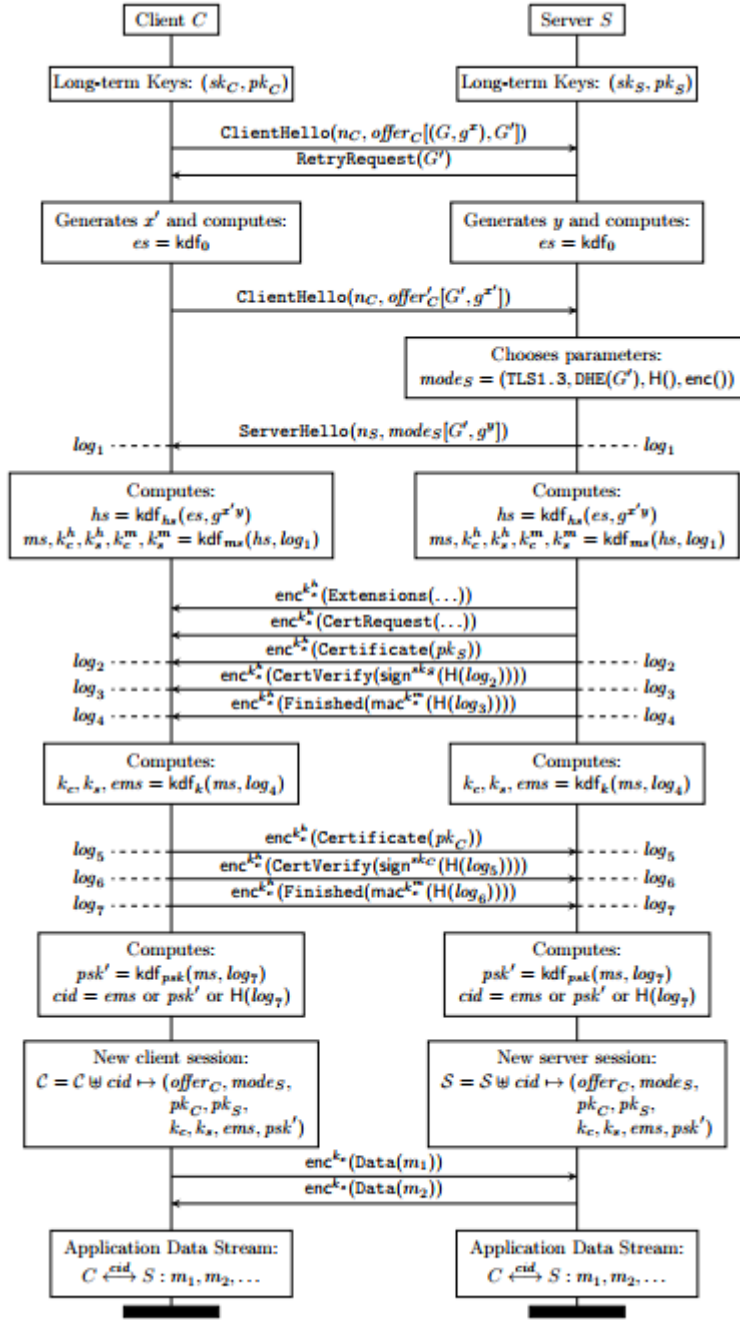 Client C
Server S
Long-term Keys: (sk_C, pk_C)
Long-term Keys: (sk_S, pk_S)
ClientHello(n_C, offer_C[(G, g^x), G′])
RetryRequest(G′)
Generates x′ and computes:
es = kdf_0
Generates y and computes:
es = kdf_0
ClientHello(n_C, offer′_C[G′, g^x′])
Chooses parameters:
mode_S = (TLS1.3, DHE(G′), H(), enc())
log_1
ServerHello(n_S, mode_S[G′, g^y])
log_1
Computes:
hs = kdf_hs(es, g^x′y)
ms, k_c^h, k_s^h, k_c^m, k_s^m = kdf_ms(hs, log_1)
Computes:
hs = kdf_hs(es, g^x′y)
ms, k_c^h, k_s^h, k_c^m, k_s^m = kdf_ms(hs, log_1)
enc^k_s^h(Extensions(...))
enc^k_s^h(CertRequest(...))
enc^k_s^h(Certificate(pk_S))
log_2
log_2
enc^k_s^h(CertVerify(sign^sk_S(H(log_2))))
log_3
log_3
enc^k_s^h(Finished(mac^k_s^m(H(log_3))))
log_4
log_4
Computes:
k_c, k_s, ems = kdf_k(ms, log_4)
Computes:
k_c, k_s, ems = kdf_k(ms, log_4)
enc^k_c^h(Certificate(pk_C))
log_5
log_5
enc^k_c^h(CertVerify(sign^sk_C(H(log_5))))
log_6
log_6
enc^k_c^h(Finished(mac^k_c^m(H(log_6))))
log_7
log_7
Computes:
psk′ = kdf_psk(ms, log_7)
cid = ems or psk′ or H(log_7)
Computes:
psk′ = kdf_psk(ms, log_7)
cid = ems or psk′ or H(log_7)
New client session:
𝒞 = 𝒞 ⊎ cid ↦ (offer_C, mode_S,
pk_C, pk_S,
k_c, k_s, ems, psk′)
New server session:
𝒮 = 𝒮 ⊎ cid ↦ (offer_C, mode_S,
pk_C, pk_S,
k_c, k_s, ems, psk′)
enc^k_c(Data(m_1))
enc^k_s(Data(m_2))
Application Data Stream:
C ⟷^cid S : m_1, m_2, ...
Application Data Stream:
C ⟷^cid S : m_1, m_2, ...